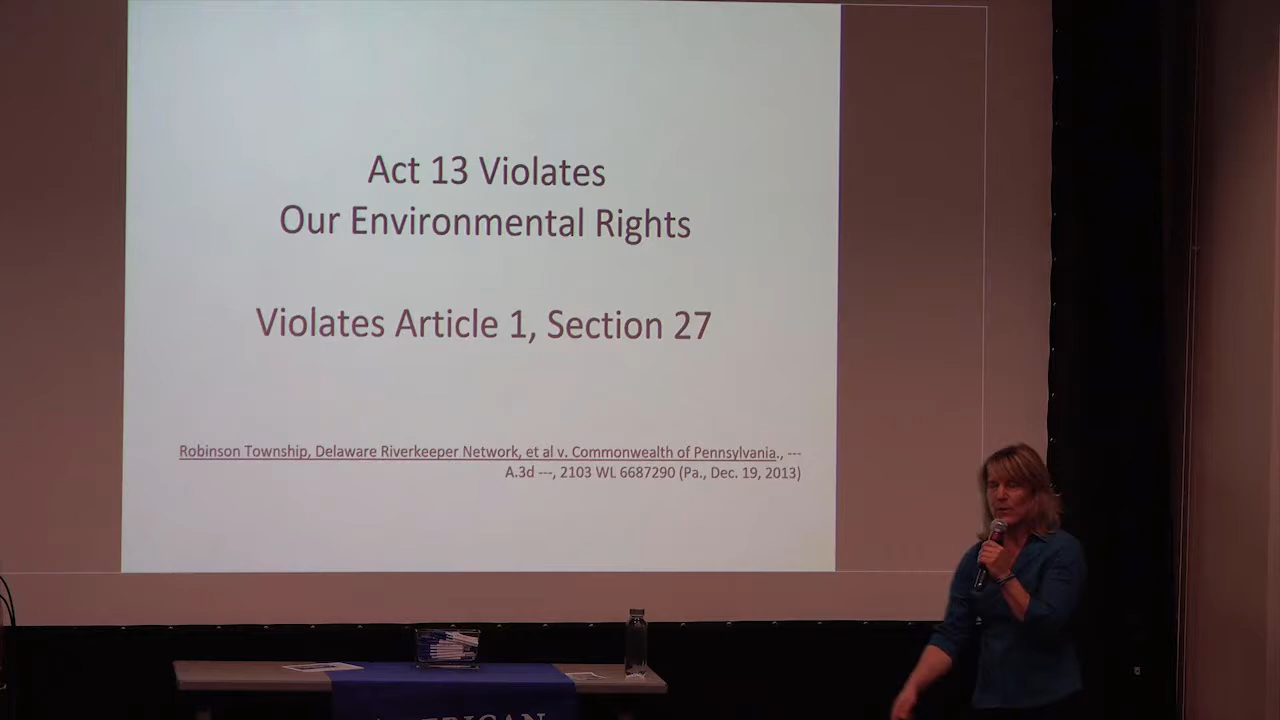 Act 13 Violates
Our Environmental Rights
Violates Article 1, Section 27
Robinson Township, Delaware Riverkeeper Network, et al v. Commonwealth of Pennsylvania., ---
A.3d ---, 2103 WL 6687290 (Pa., Dec. 19, 2013)
AMERICAN